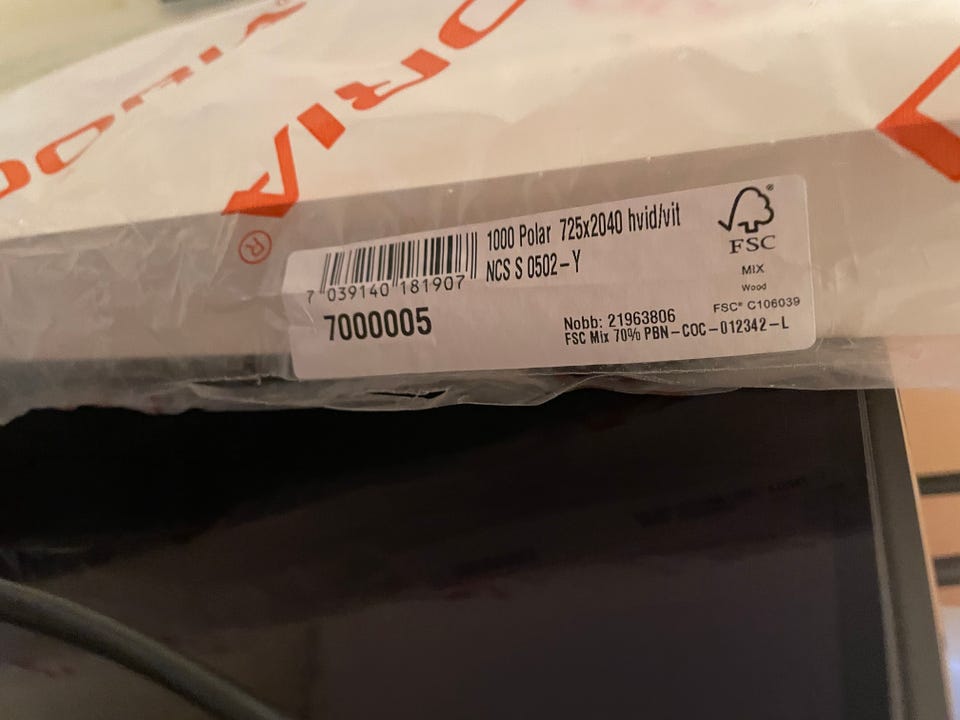 ORIA
®
1000 Polar 725x2040 hvid/vit
NCS S 0502-Y
7 039140 181907
7000005
FSC
MIX
Wood
FSC® C106039
Nobb: 21963806
FSC Mix 70% PBN-COC-012342-L